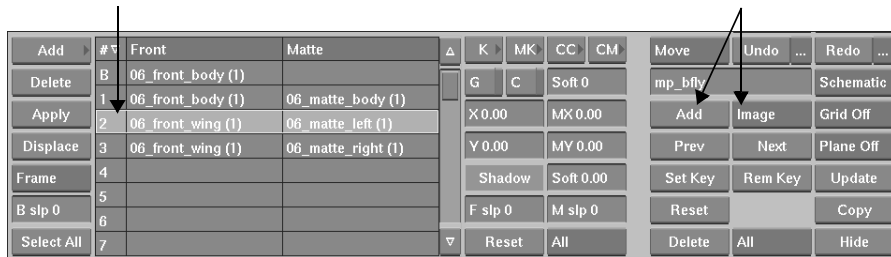 Add # Front Matte K MK CC CM Move Undo ... Redo ...
Delete B 06_front_body (1) G C Soft 0 mp_bfly Schematic
1 06_front_body (1) 06_matte_body (1)
Apply 2 06_front_wing (1) 06_matte_left (1) X 0.00 MX 0.00 Add Image Grid Off
Displace 3 06_front_wing (1) 06_matte_right (1) Y 0.00 MY 0.00 Prev Next Plane Off
Frame 4 Shadow Soft 0.00 Set Key Rem Key Update
5
B slp 0 6 F slp 0 M slp 0 Reset Copy
Select All 7 Reset All Delete All Hide